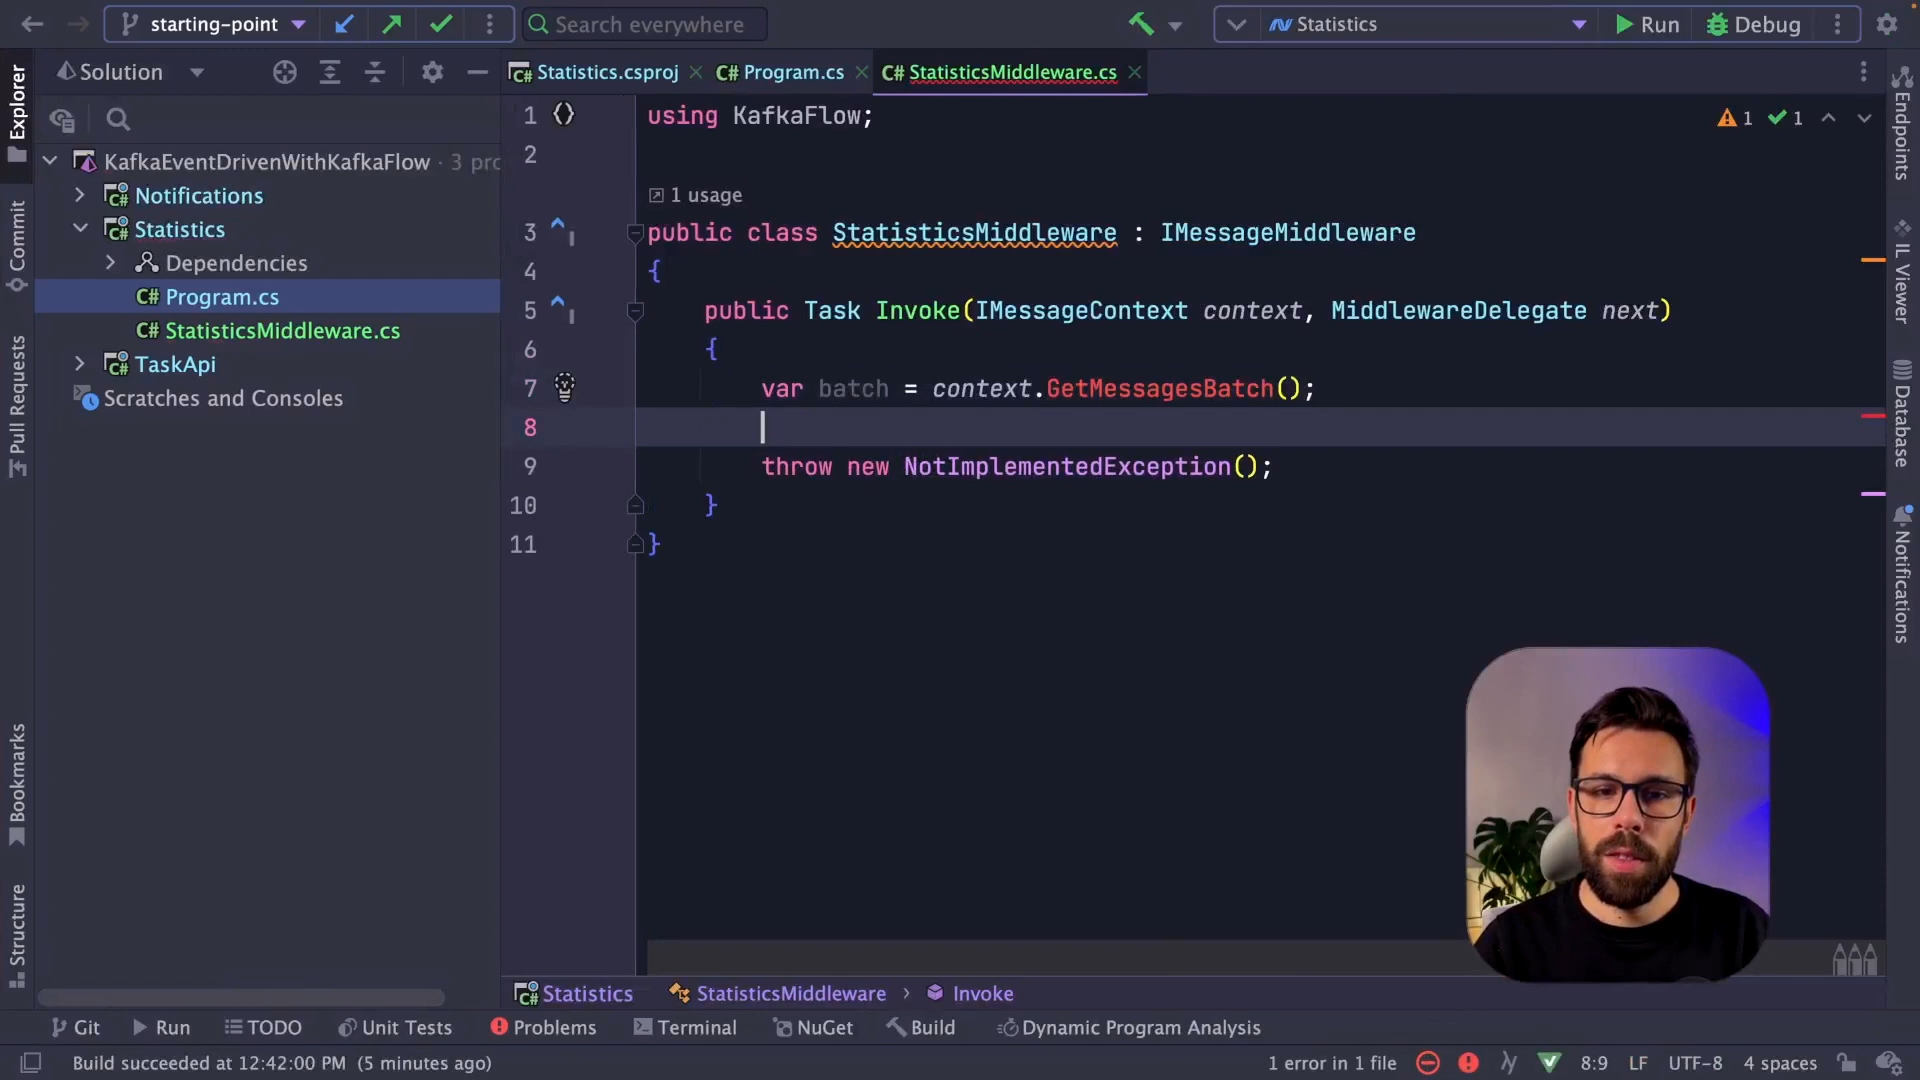 starting-point
Search everywhere
Statistics
Run
Debug
Solution
Statistics.csproj
C# Program.cs
C# StatisticsMiddleware.cs
Explorer
Commit
Pull Requests
Bookmarks
Structure
KafkaEventDrivenWithKafkaFlow · 3 pro
Notifications
Statistics
Dependencies
C# Program.cs
C# StatisticsMiddleware.cs
TaskApi
Scratches and Consoles
1 using KafkaFlow;
2
1 usage
3 public class StatisticsMiddleware : IMessageMiddleware
4 {
5 public Task Invoke(IMessageContext context, MiddlewareDelegate next)
6 {
7 var batch = context.GetMessagesBatch();
8
9 throw new NotImplementedException();
10 }
11 }
1 1
Endpoints
IL Viewer
Database
Notifications
Statistics StatisticsMiddleware › Invoke
Git Run TODO Unit Tests Problems Terminal NuGet Build Dynamic Program Analysis
Build succeeded at 12:42:00 PM (5 minutes ago)
1 error in 1 file 8:9 LF UTF-8 4 spaces